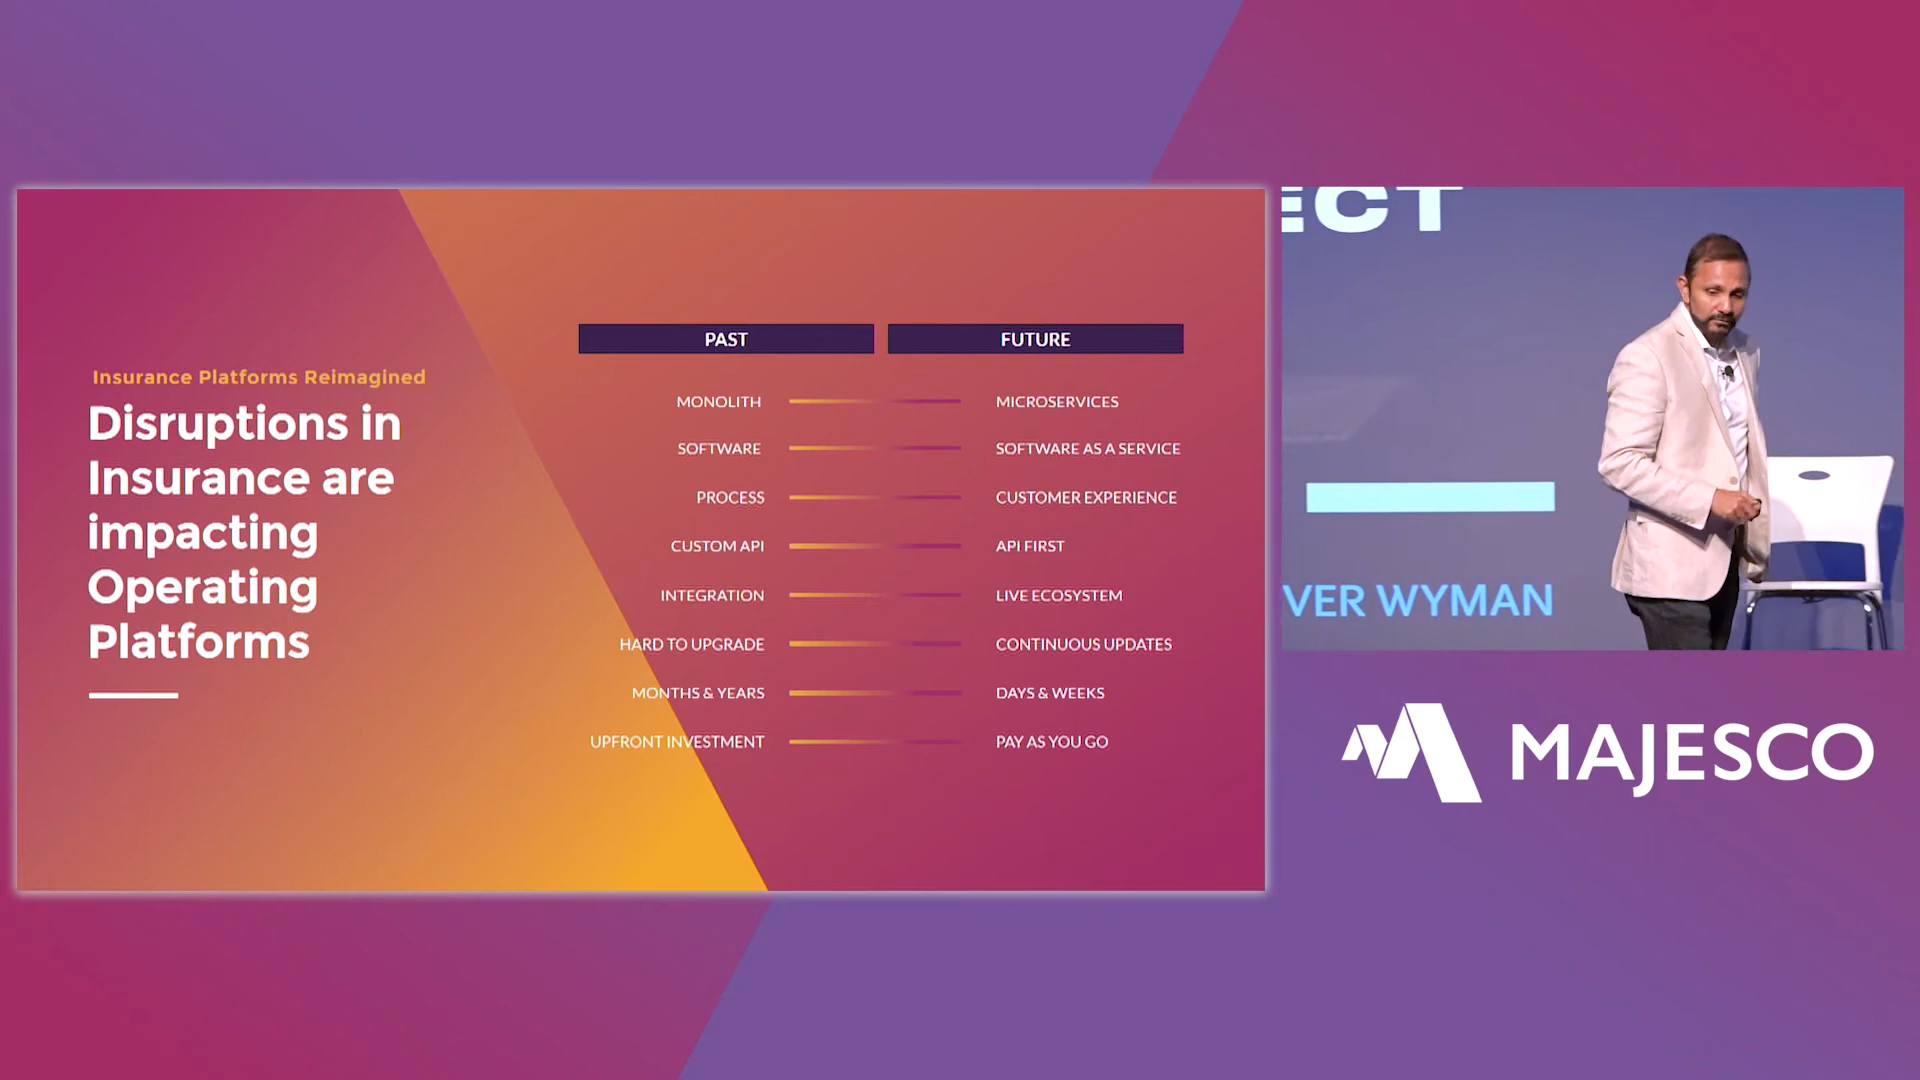 Insurance Platforms Reimagined
Disruptions in
Insurance are
impacting
Operating
Platforms
PAST FUTURE
MONOLITH MICROSERVICES
SOFTWARE SOFTWARE AS A SERVICE
PROCESS CUSTOMER EXPERIENCE
CUSTOM API API FIRST
INTEGRATION LIVE ECOSYSTEM
HARD TO UPGRADE CONTINUOUS UPDATES
MONTHS & YEARS DAYS & WEEKS
UPFRONT INVESTMENT PAY AS YOU GO
ECT
VER WYMAN
MAJESCO